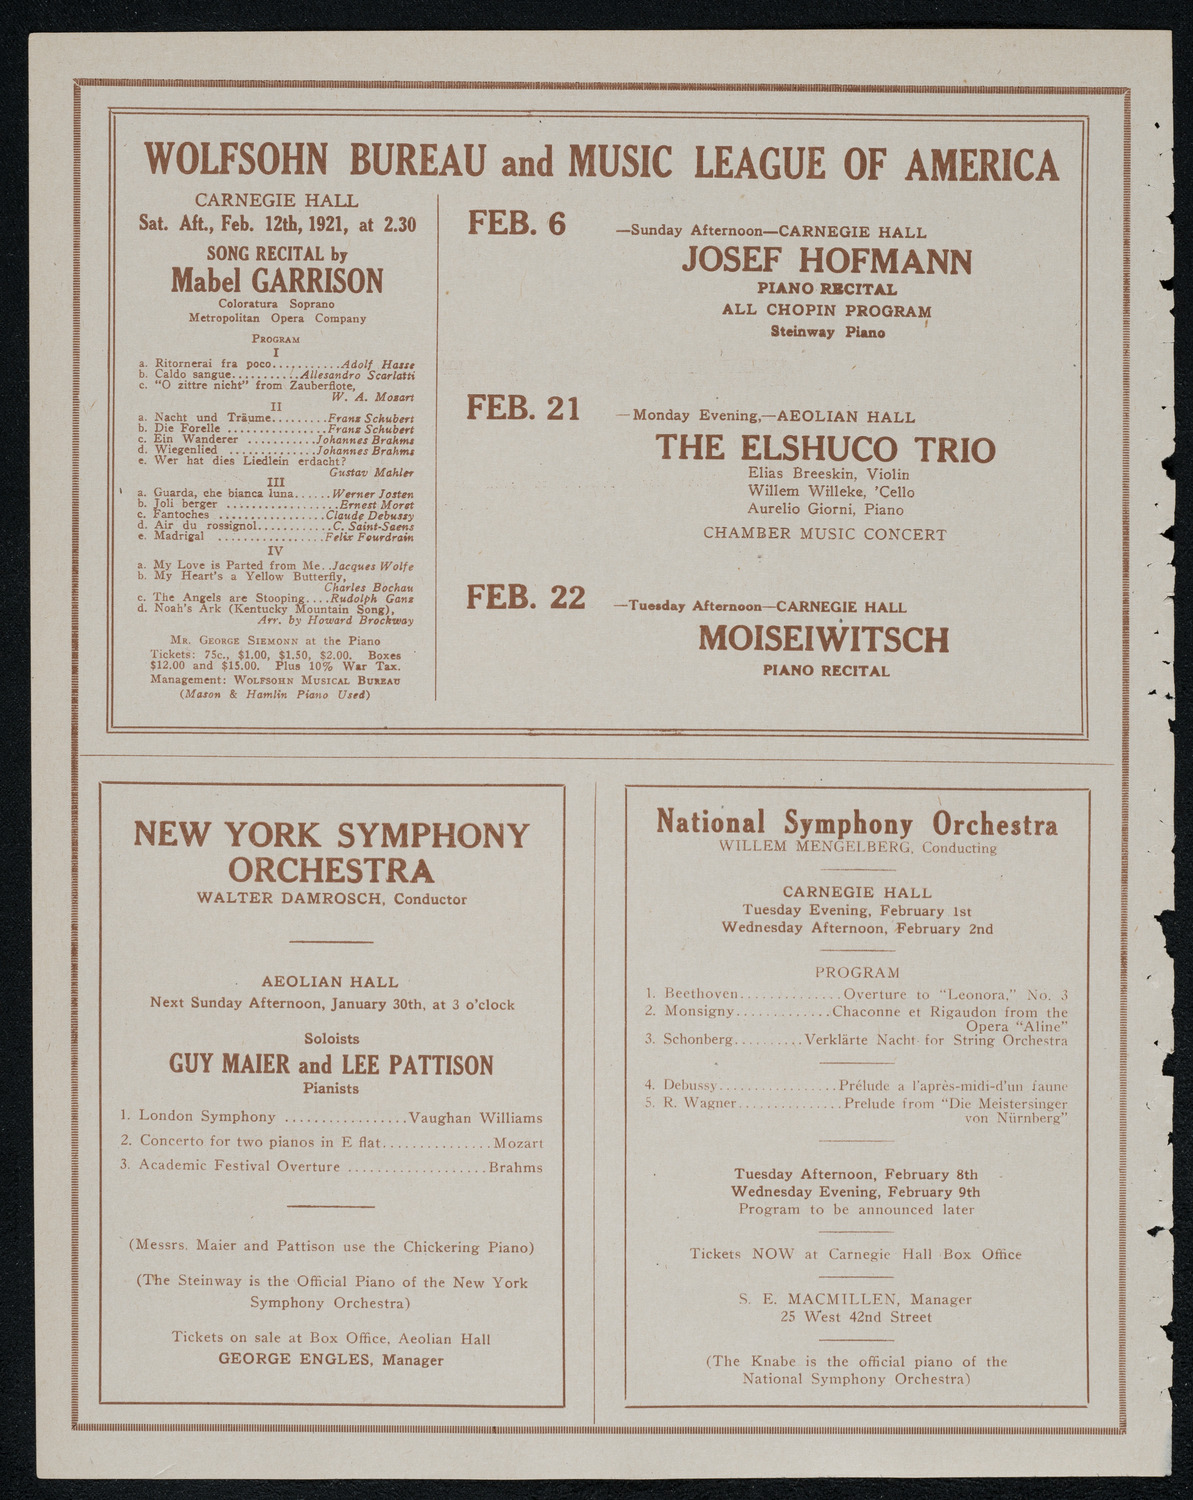 WOLFSOHN BUREAU and MUSIC LEAGUE OF AMERICA
CARNEGIE HALL
Sat. Aft., Feb. 12th, 1921, at 2.30
SONG RECITAL by
Mabel GARRISON
Coloratura Soprano
Metropolitan Opera Company
PROGRAM
I
a. Ritornerai fra poco...........Adolf Hasse
b. Caldo sangue..........Allesandro Scarlatti
c. "O zittre nicht" from Zauberflote,
W. A. Mozart
II
a. Nacht und Träume........Franz Schubert
b. Die Forelle ...............Franz Schubert
c. Ein Wanderer ..........Johannes Brahms
d. Wiegenlied .............Johannes Brahms
e. Wer hat dies Liedlein erdacht?
Gustav Mahler
III
a. Guarda, che bianca luna......Werner Josten
b. Joli berger .................Ernest Moret
c. Fantoches ................Claude Debussy
d. Air du rossignol...........C. Saint-Saens
e. Madrigal ................Felix Fourdrain
IV
a. My Love is Parted from Me..Jacques Wolfe
b. My Heart's a Yellow Butterfly,
Charles Bochau
c. The Angels are Stooping....Rudolph Ganz
d. Noah's Ark (Kentucky Mountain Song),
Arr. by Howard Brockway
MR. GEORGE SIEMONN at the Piano
Tickets: 75c., $1.00, $1.50, $2.00. Boxes
$12.00 and $15.00. Plus 10% War Tax.
Management: WOLFSOHN MUSICAL BUREAU
(Mason & Hamlin Piano Used)
FEB. 6 —Sunday Afternoon—CARNEGIE HALL
JOSEF HOFMANN
PIANO RECITAL
ALL CHOPIN PROGRAM
Steinway Piano
FEB. 21 —Monday Evening,—AEOLIAN HALL
THE ELSHUCO TRIO
Elias Breeskin, Violin
Willem Willeke, 'Cello
Aurelio Giorni, Piano
CHAMBER MUSIC CONCERT
FEB. 22 —Tuesday Afternoon—CARNEGIE HALL
MOISEIWITSCH
PIANO RECITAL
NEW YORK SYMPHONY
ORCHESTRA
WALTER DAMROSCH, Conductor
AEOLIAN HALL
Next Sunday Afternoon, January 30th, at 3 o'clock
Soloists
GUY MAIER and LEE PATTISON
Pianists
1. London Symphony ................Vaughan Williams
2. Concerto for two pianos in E flat..............Mozart
3. Academic Festival Overture ...................Brahms
(Messrs. Maier and Pattison use the Chickering Piano)
(The Steinway is the Official Piano of the New York
Symphony Orchestra)
Tickets on sale at Box Office, Aeolian Hall
GEORGE ENGLES, Manager
National Symphony Orchestra
WILLEM MENGELBERG, Conducting
CARNEGIE HALL
Tuesday Evening, February 1st
Wednesday Afternoon, February 2nd
PROGRAM
1. Beethoven.............Overture to "Leonora," No. 3
2. Monsigny............Chaconne et Rigaudon from the
Opera "Aline"
3. Schonberg..........Verklärte Nacht for String Orchestra
4. Debussy................Prélude a l'après-midi-d'un faune
5. R. Wagner..............Prelude from "Die Meistersinger
von Nürnberg"
Tuesday Afternoon, February 8th
Wednesday Evening, February 9th
Program to be announced later
Tickets NOW at Carnegie Hall Box Office
S. E. MACMILLEN, Manager
25 West 42nd Street
(The Knabe is the official piano of the
National Symphony Orchestra)